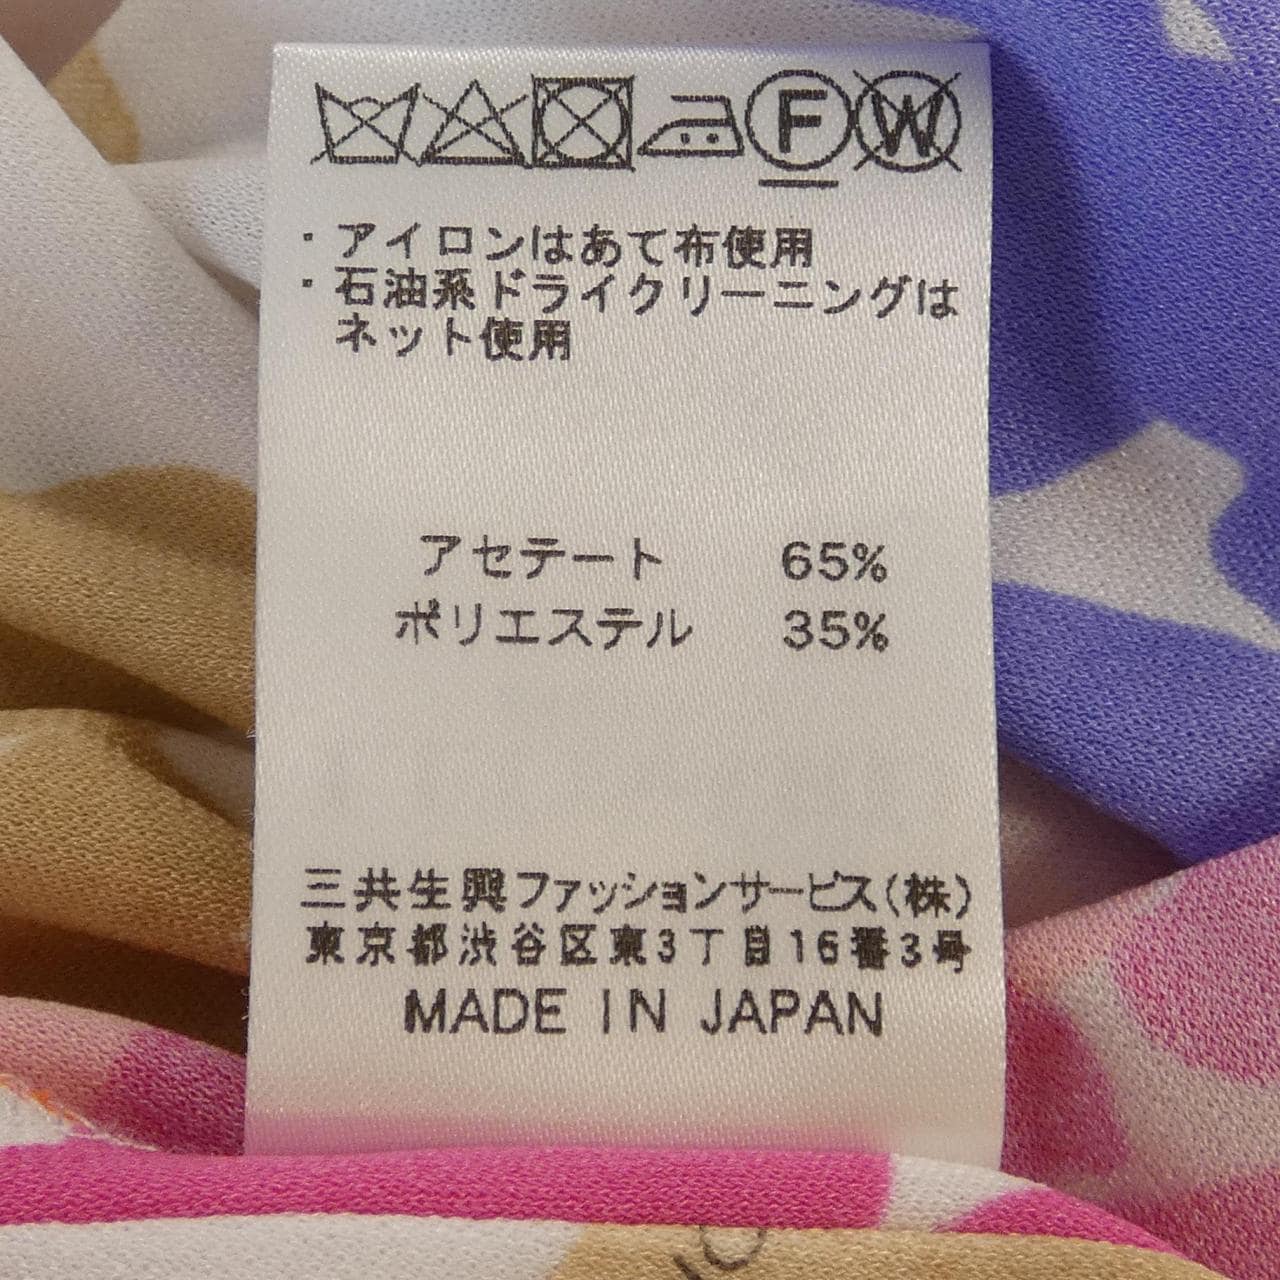 F W
・アイロンはあて布使用
・石油系ドライクリーニングは
ネット使用
アセテート 65%
ポリエステル 35%
三共生興ファッションサービス(株)
東京都渋谷区東3丁目16番3号
MADE IN JAPAN